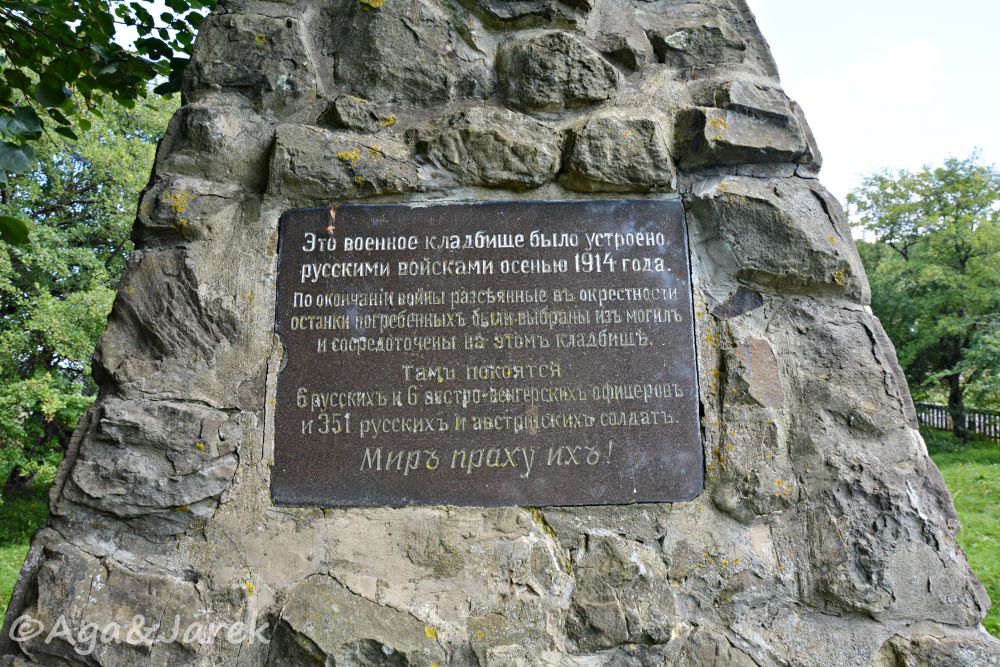 Это военное кладбище было устроено
русскими войсками осенью 1914 года.
По окончаніи войны разсѣянные въ окрестности
останки погребенныхъ были выбраны изъ могилъ
и сосредоточены на этомъ кладбищѣ.
Тамъ покоятся
6 русскихъ и 6 австро-венгерскихъ офицеровъ
и 351 русскихъ и австрійскихъ солдатъ.
Миръ праху ихъ!
© Aga&Jarek